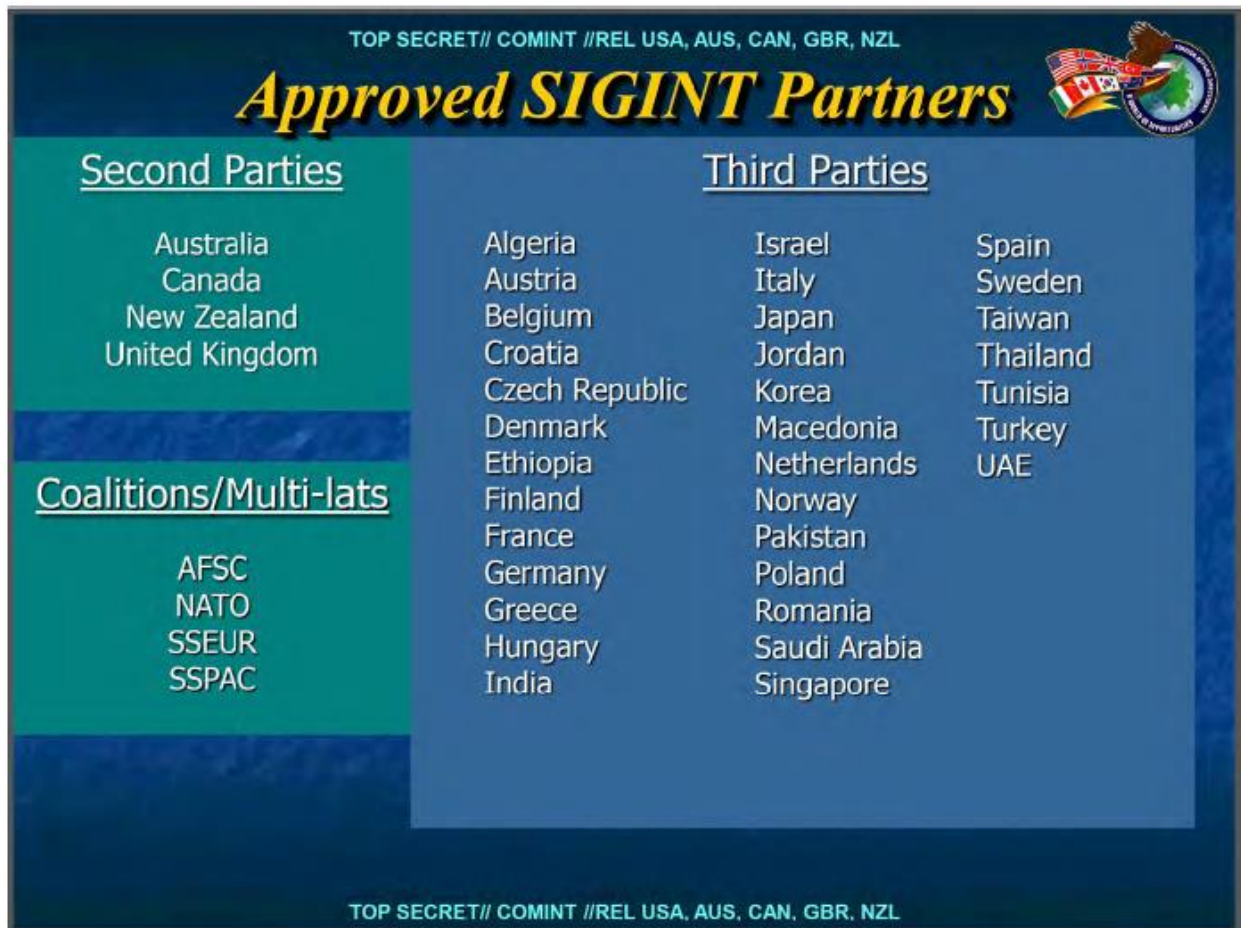 TOP SECRET// COMINT //REL USA, AUS, CAN, GBR, NZL
Approved SIGINT Partners
Second Parties
Australia
Canada
New Zealand
United Kingdom
Coalitions/Multi-lats
AFSC
NATO
SSEUR
SSPAC
Third Parties
Algeria
Austria
Belgium
Croatia
Czech Republic
Denmark
Ethiopia
Finland
France
Germany
Greece
Hungary
India
Israel
Italy
Japan
Jordan
Korea
Macedonia
Netherlands
Norway
Pakistan
Poland
Romania
Saudi Arabia
Singapore
Spain
Sweden
Taiwan
Thailand
Tunisia
Turkey
UAE
TOP SECRET// COMINT //REL USA, AUS, CAN, GBR, NZL